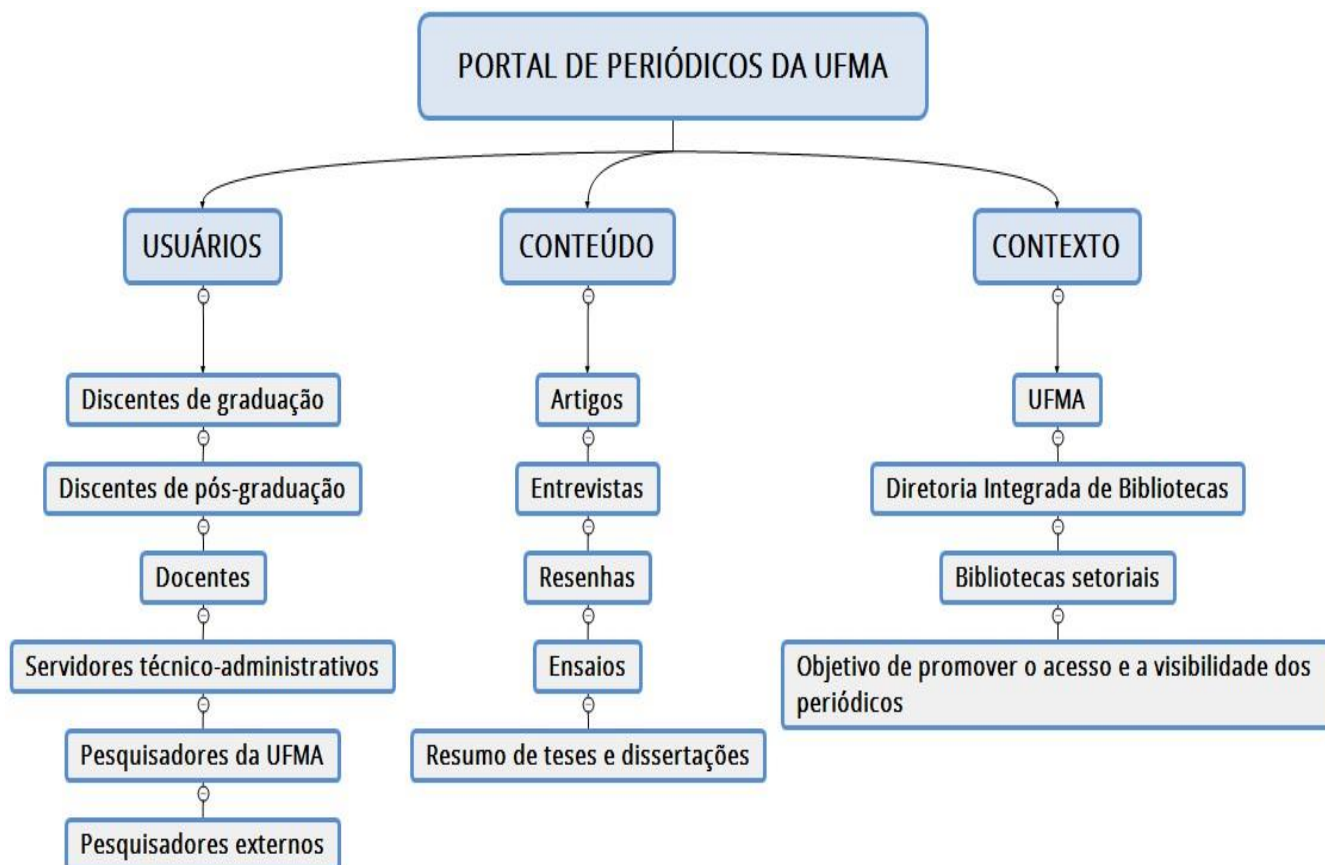 PORTAL DE PERIÓDICOS DA UFMA
USUÁRIOS
CONTEÚDO
CONTEXTO
Discentes de graduação
Discentes de pós-graduação
Docentes
Servidores técnico-administrativos
Pesquisadores da UFMA
Pesquisadores externos
Artigos
Entrevistas
Resenhas
Ensaios
Resumo de teses e dissertações
UFMA
Diretoria Integrada de Bibliotecas
Bibliotecas setoriais
Objetivo de promover o acesso e a visibilidade dos
periódicos